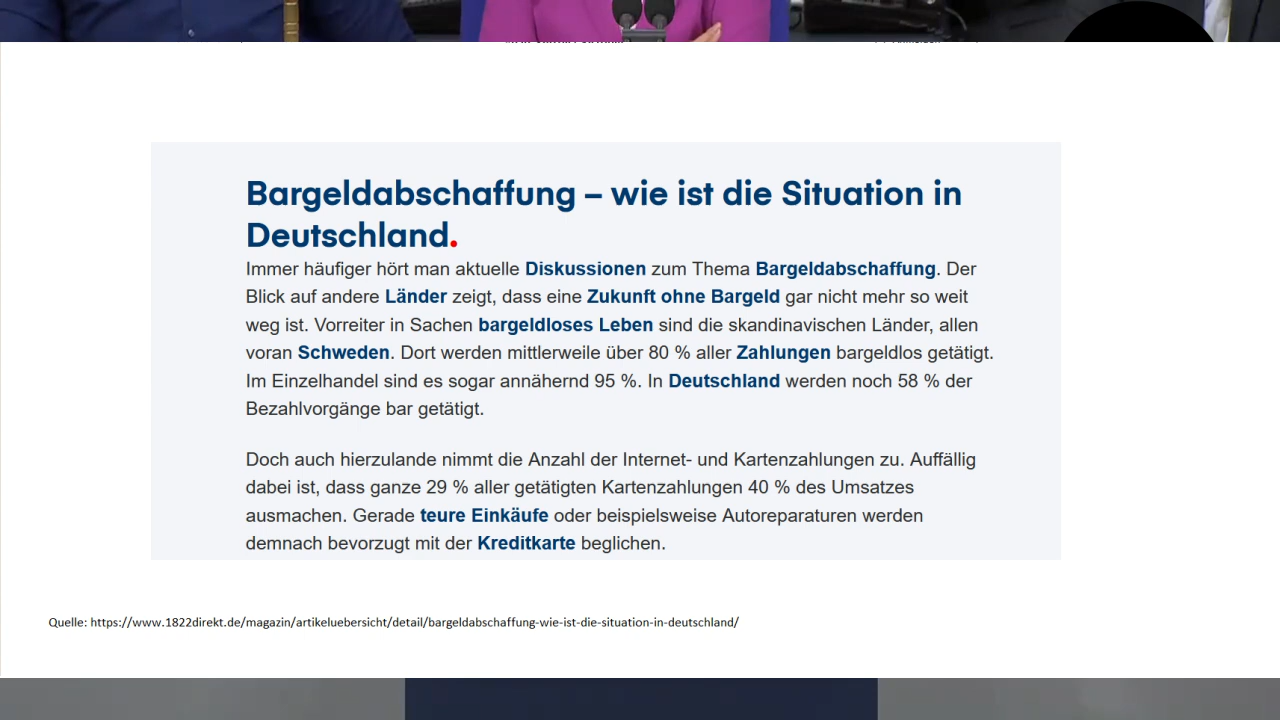 Bargeldabschaffung – wie ist die Situation in
Deutschland.
Immer häufiger hört man aktuelle Diskussionen zum Thema Bargeldabschaffung. Der
Blick auf andere Länder zeigt, dass eine Zukunft ohne Bargeld gar nicht mehr so weit
weg ist. Vorreiter in Sachen bargeldloses Leben sind die skandinavischen Länder, allen
voran Schweden. Dort werden mittlerweile über 80 % aller Zahlungen bargeldlos getätigt.
Im Einzelhandel sind es sogar annähernd 95 %. In Deutschland werden noch 58 % der
Bezahlvorgänge bar getätigt.
Doch auch hierzulande nimmt die Anzahl der Internet- und Kartenzahlungen zu. Auffällig
dabei ist, dass ganze 29 % aller getätigten Kartenzahlungen 40 % des Umsatzes
ausmachen. Gerade teure Einkäufe oder beispielsweise Autoreparaturen werden
demnach bevorzugt mit der Kreditkarte beglichen.
Quelle: https://www.1822direkt.de/magazin/artikeluebersicht/detail/bargeldabschaffung-wie-ist-die-situation-in-deutschland/